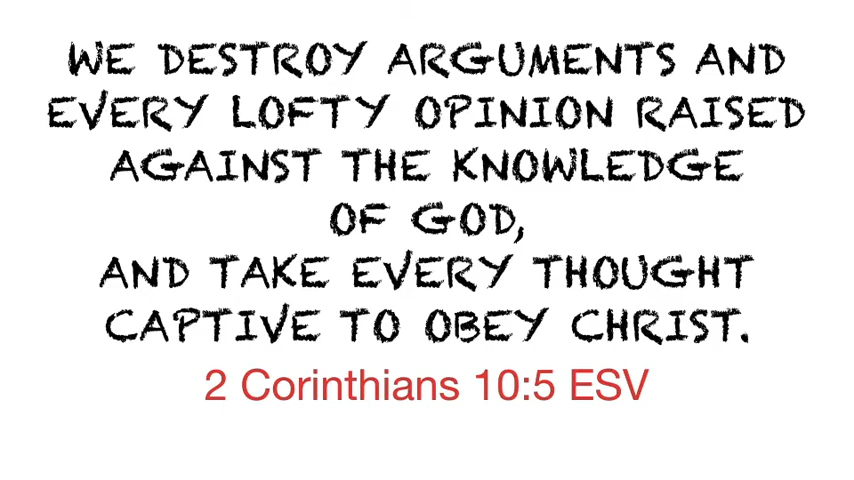 WE DESTROY ARGUMENTS AND
EVERY LOFTY OPINION RAISED
AGAINST THE KNOWLEDGE
OF GOD,
AND TAKE EVERY THOUGHT
CAPTIVE TO OBEY CHRIST.
2 Corinthians 10:5 ESV